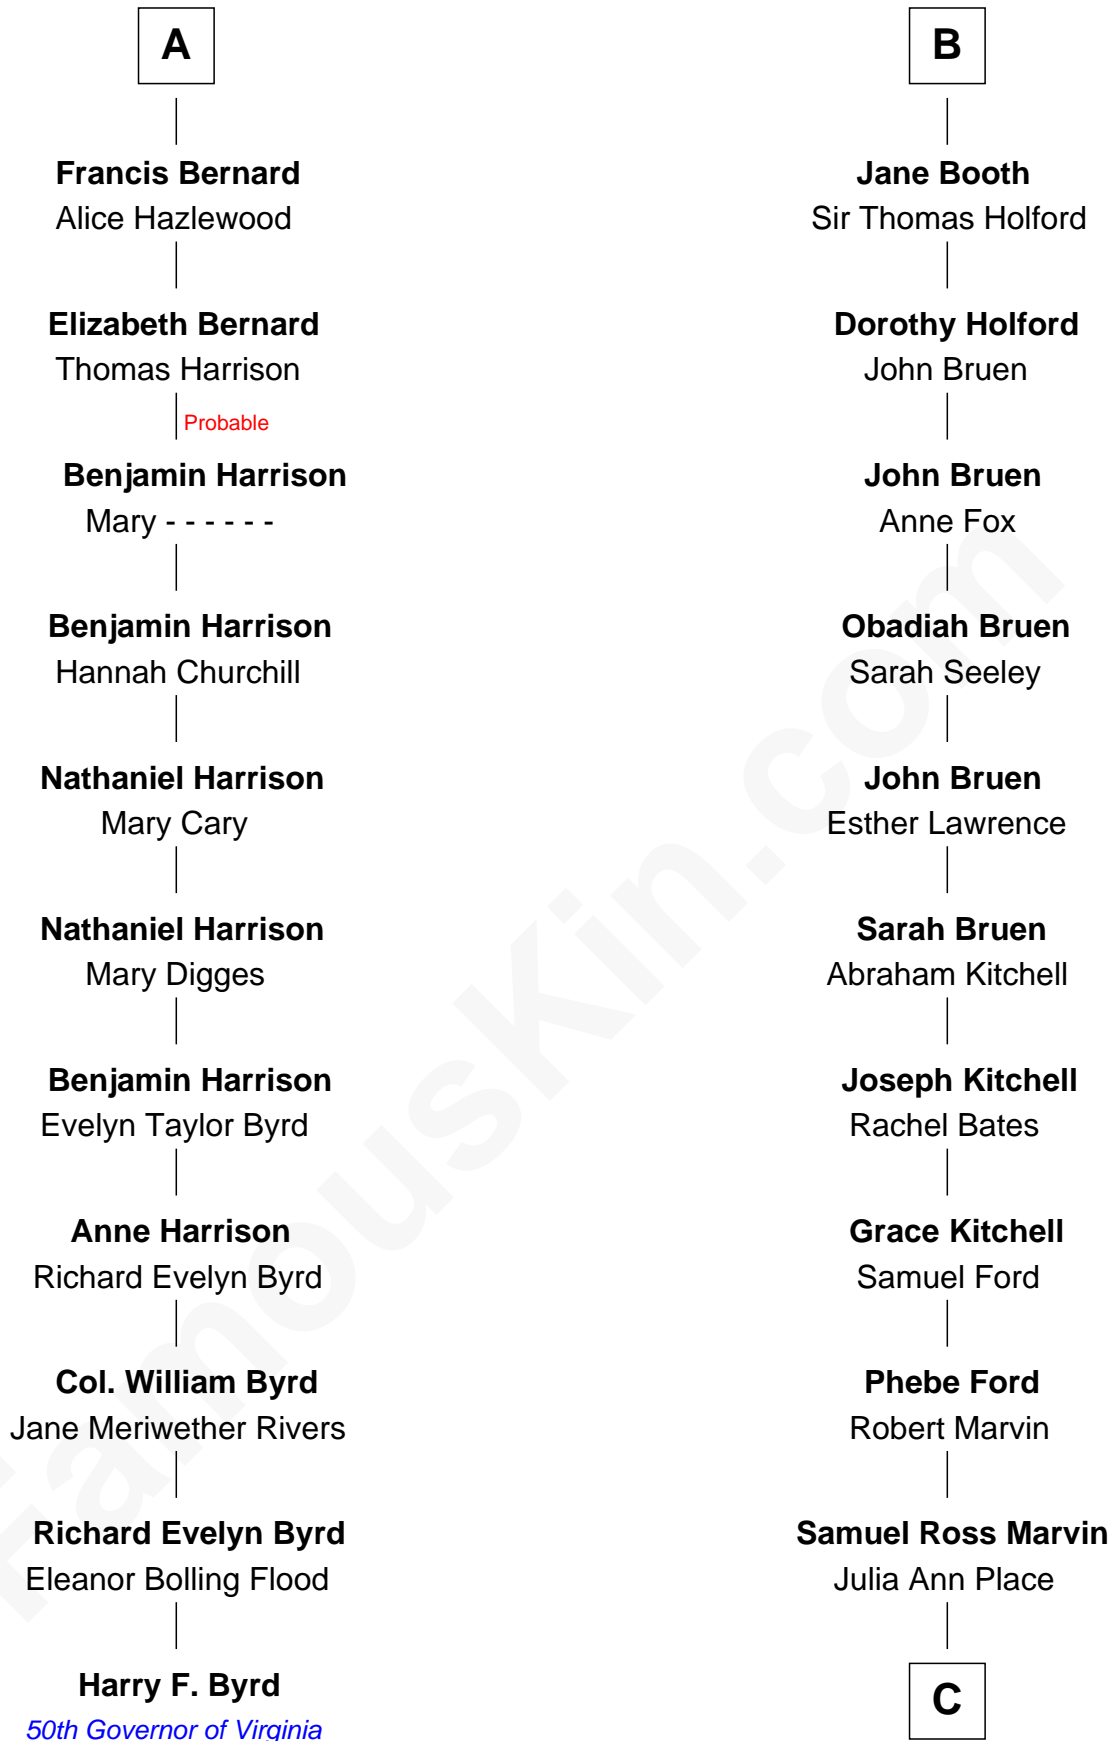 A
Francis Bernard
Alice Hazlewood
Elizabeth Bernard
Thomas Harrison
Probable
Benjamin Harrison
Mary - - - - - -
Benjamin Harrison
Hannah Churchill
Nathaniel Harrison
Mary Cary
Nathaniel Harrison
Mary Digges
Benjamin Harrison
Evelyn Taylor Byrd
Anne Harrison
Richard Evelyn Byrd
Col. William Byrd
Jane Meriwether Rivers
Richard Evelyn Byrd
Eleanor Bolling Flood
Harry F. Byrd
50th Governor of Virginia
B
Jane Booth
Sir Thomas Holford
Dorothy Holford
John Bruen
John Bruen
Anne Fox
Obadiah Bruen
Sarah Seeley
John Bruen
Esther Lawrence
Sarah Bruen
Abraham Kitchell
Joseph Kitchell
Rachel Bates
Grace Kitchell
Samuel Ford
Phebe Ford
Robert Marvin
Samuel Ross Marvin
Julia Ann Place
C
FamousKin.com